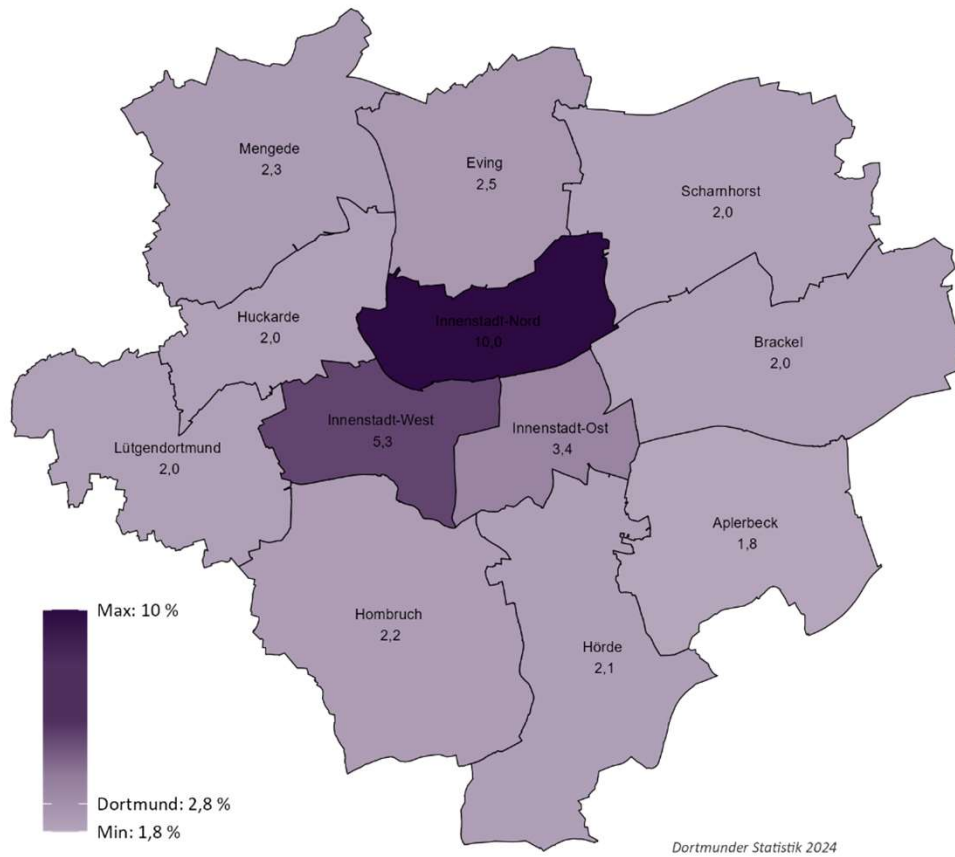 Mengede
2,3
Eving
2,5
Scharnhorst
2,0
Huckarde
2,0
Innenstadt-Nord
10,0
Brackel
2,0
Lütgendortmund
2,0
Innenstadt-West
5,3
Innenstadt-Ost
3,4
Aplerbeck
1,8
Hombruch
2,2
Hörde
2,1
Max: 10 %
Dortmund: 2,8 %
Min: 1,8 %
Dortmunder Statistik 2024